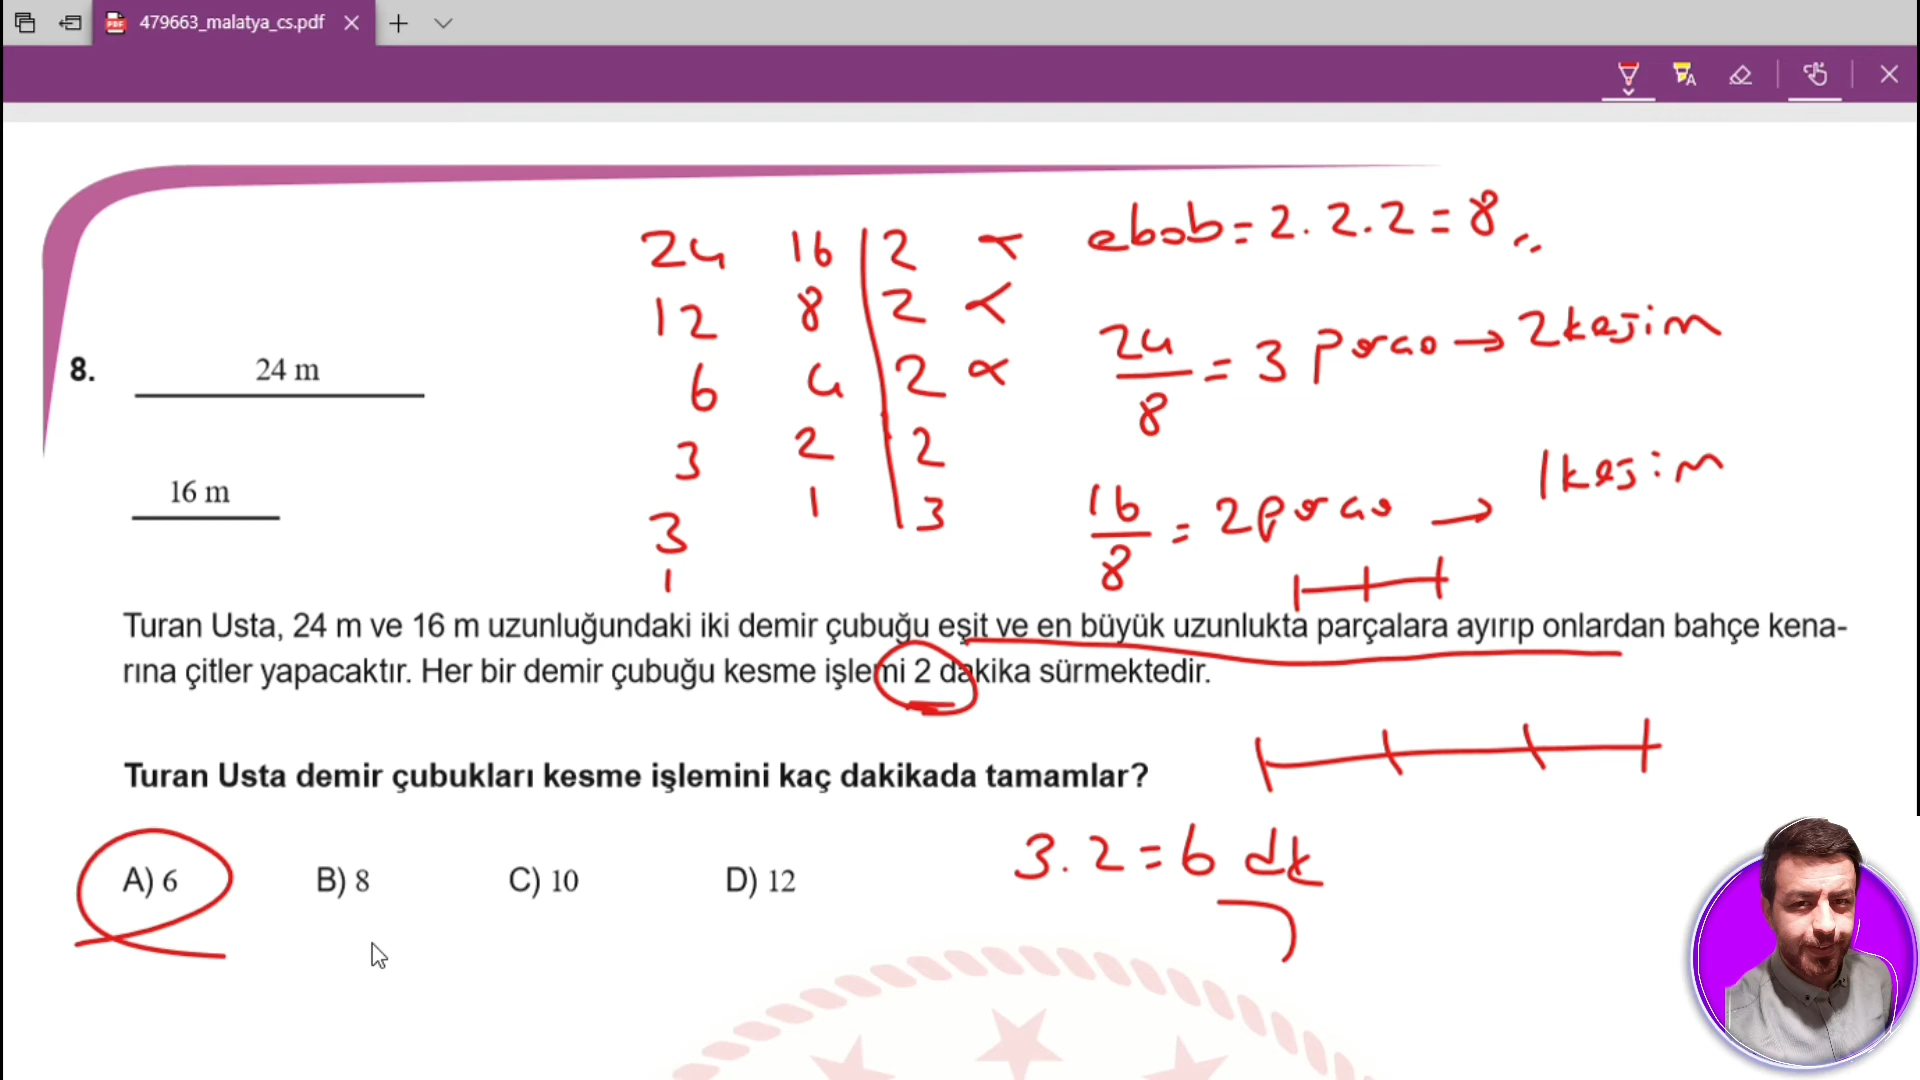 479663_malatya_cs.pdf
24 16 2 ebob = 2.2.2 = 8
12 8 2
24/8 = 3 parça → 2 kesim
8. 24 m
6 4 2
3 2 2
16 m
1 3
16/8 = 2 parça → 1 kesim
3
1
Turan Usta, 24 m ve 16 m uzunluğundaki iki demir çubuğu eşit ve en büyük uzunlukta parçalara ayırıp onlardan bahçe kena-
rına çitler yapacaktır. Her bir demir çubuğu kesme işlemi 2 dakika sürmektedir.
Turan Usta demir çubukları kesme işlemini kaç dakikada tamamlar?
3.2 = 6 dk
A) 6 B) 8 C) 10 D) 12